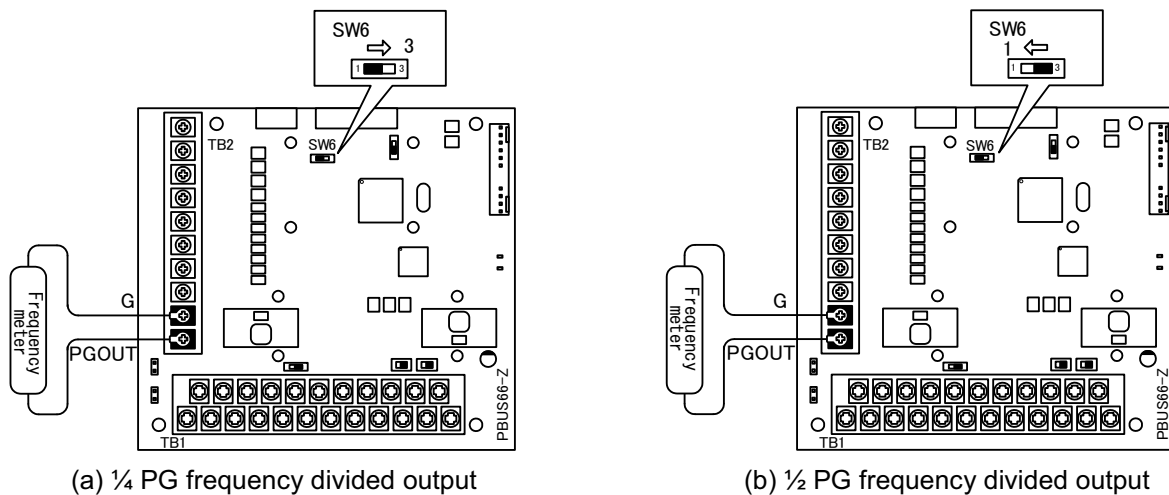 SW6
3
1 3
TB2
SW6
G
PGOUT
Frequency
meter
TB1
PBUS66-Z
(a) ¼ PG frequency divided output
SW6
1
1 3
TB2
SW6
G
PGOUT
Frequency
meter
TB1
PBUS66-Z
(b) ½ PG frequency divided output